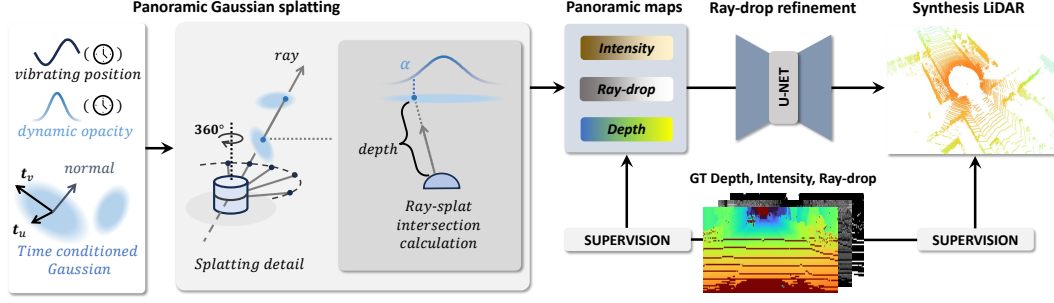 Panoramic Gaussian splatting
Panoramic maps
Ray-drop refinement
Synthesis LiDAR
vibrating position
dynamic opacity
t_v
normal
t_u
Time conditioned
Gaussian
360°
ray
Splatting detail
α
depth
Ray-splat
intersection
calculation
Intensity
Ray-drop
Depth
U-NET
GT Depth, Intensity, Ray-drop
SUPERVISION
SUPERVISION